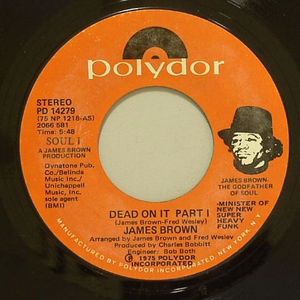 polydor
STEREO
PD 14279
(75 NP 1218-AS)
2066 581
Time: 5:48
SOUL I
A JAMES BROWN
PRODUCTION
Dynatone Pub.
Co./Belinda
Music Inc./
Unichappell
Music Inc.,
sole agent
(BMI)
JAMES BROWN
THE GODFATHER
OF SOUL
-MINISTER OF
NEW NEW
SUPER HEAVY
FUNK
DEAD ON IT PART I
(James Brown-Fred Wesley)
JAMES BROWN
Arranged by James Brown and Fred Wesley
Produced by Charles Bobbitt
Engineer: Bob Both
Ⓟ 1975 POLYDOR
INCORPORATED
MANUFACTURED BY POLYDOR INCORPORATED, NEW YORK, N.Y.